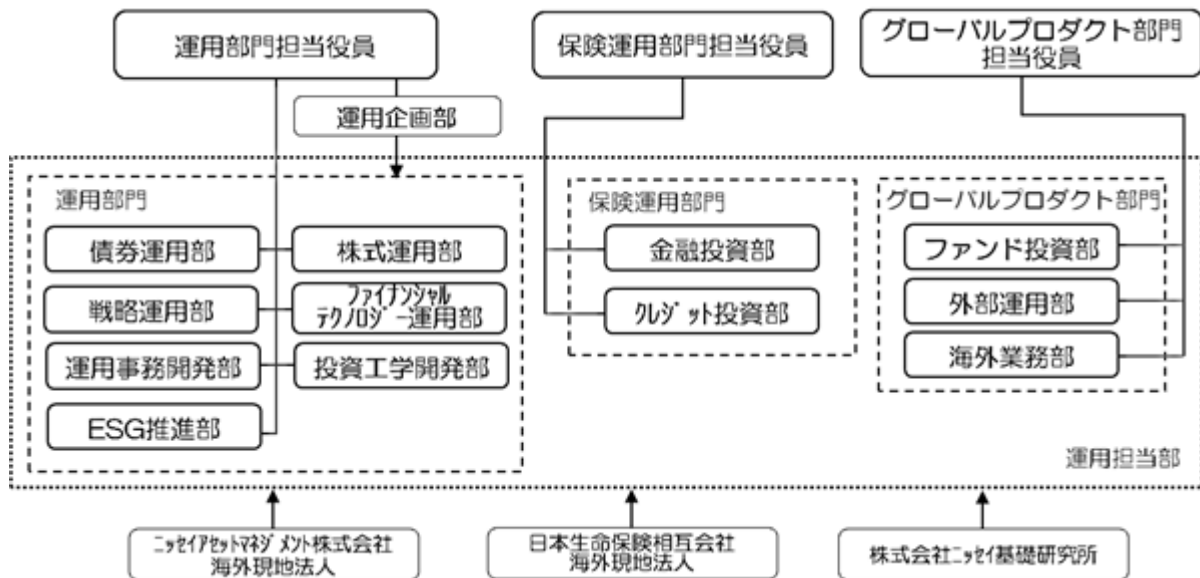 運用部門担当役員
保険運用部門担当役員
グローバルプロダクト部門
担当役員
運用企画部
運用部門
債券運用部
株式運用部
戦略運用部
ファイナンシャル
テクノロジー運用部
運用事務開発部
投資工学開発部
ESG推進部
保険運用部門
金融投資部
クレジット投資部
グローバルプロダクト部門
ファンド投資部
外部運用部
海外業務部
運用担当部
ニッセイアセットマネジメント株式会社
海外現地法人
日本生命保険相互会社
海外現地法人
株式会社ニッセイ基礎研究所